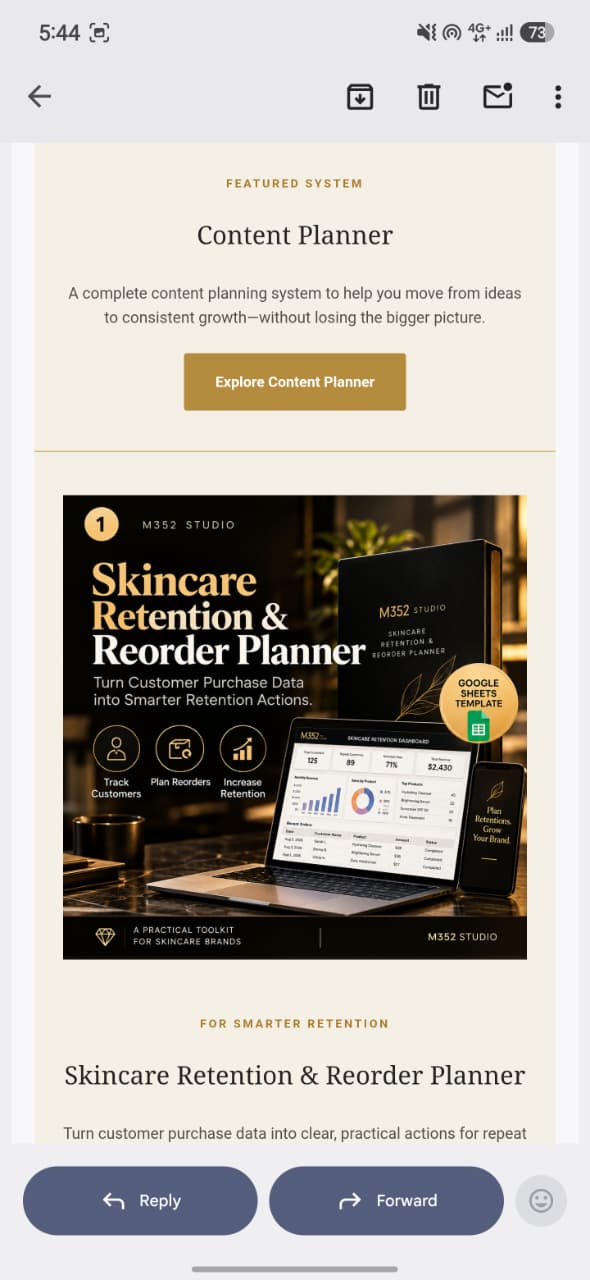 5:44
4G+
73
FEATURED SYSTEM
Content Planner
A complete content planning system to help you move from ideas
to consistent growth—without losing the bigger picture.
Explore Content Planner
1
M352 STUDIO
Skincare
Retention &
Reorder Planner
Turn Customer Purchase Data
into Smarter Retention Actions.
Track
Customers
Plan Reorders
Increase
Retention
M352 STUDIO
SKINCARE
RETENTION &
REORDER PLANNER
GOOGLE
SHEETS
TEMPLATE
M352
SKINCARE RETENTION DASHBOARD
125
89
71%
$2,430
Plan
Retentions.
Grow
Your Brand.
A PRACTICAL TOOLKIT
FOR SKINCARE BRANDS
M352 STUDIO
FOR SMARTER RETENTION
Skincare Retention & Reorder Planner
Turn customer purchase data into clear, practical actions for repeat
Reply
Forward